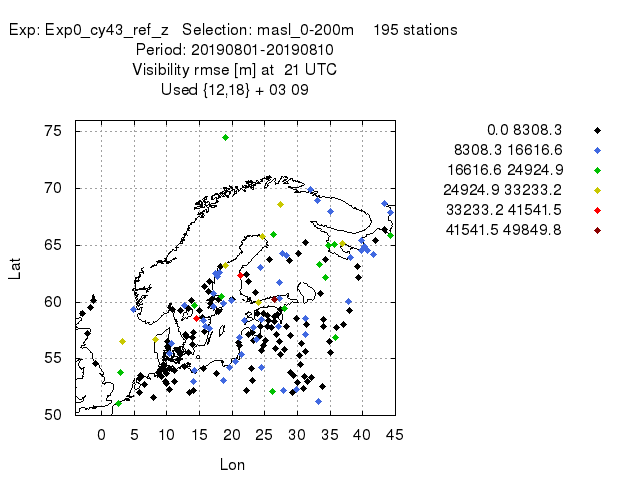 Exp: Exp0_cy43_ref_z Selection: masl_0-200m 195 stations
Period: 20190801-20190810
Visibility rmse [m] at 21 UTC
Used {12,18} + 03 09
0.0 8308.3
8308.3 16616.6
16616.6 24924.9
24924.9 33233.2
33233.2 41541.5
41541.5 49849.8
75
70
65
60
55
50
Lat
0 5 10 15 20 25 30 35 40 45
Lon